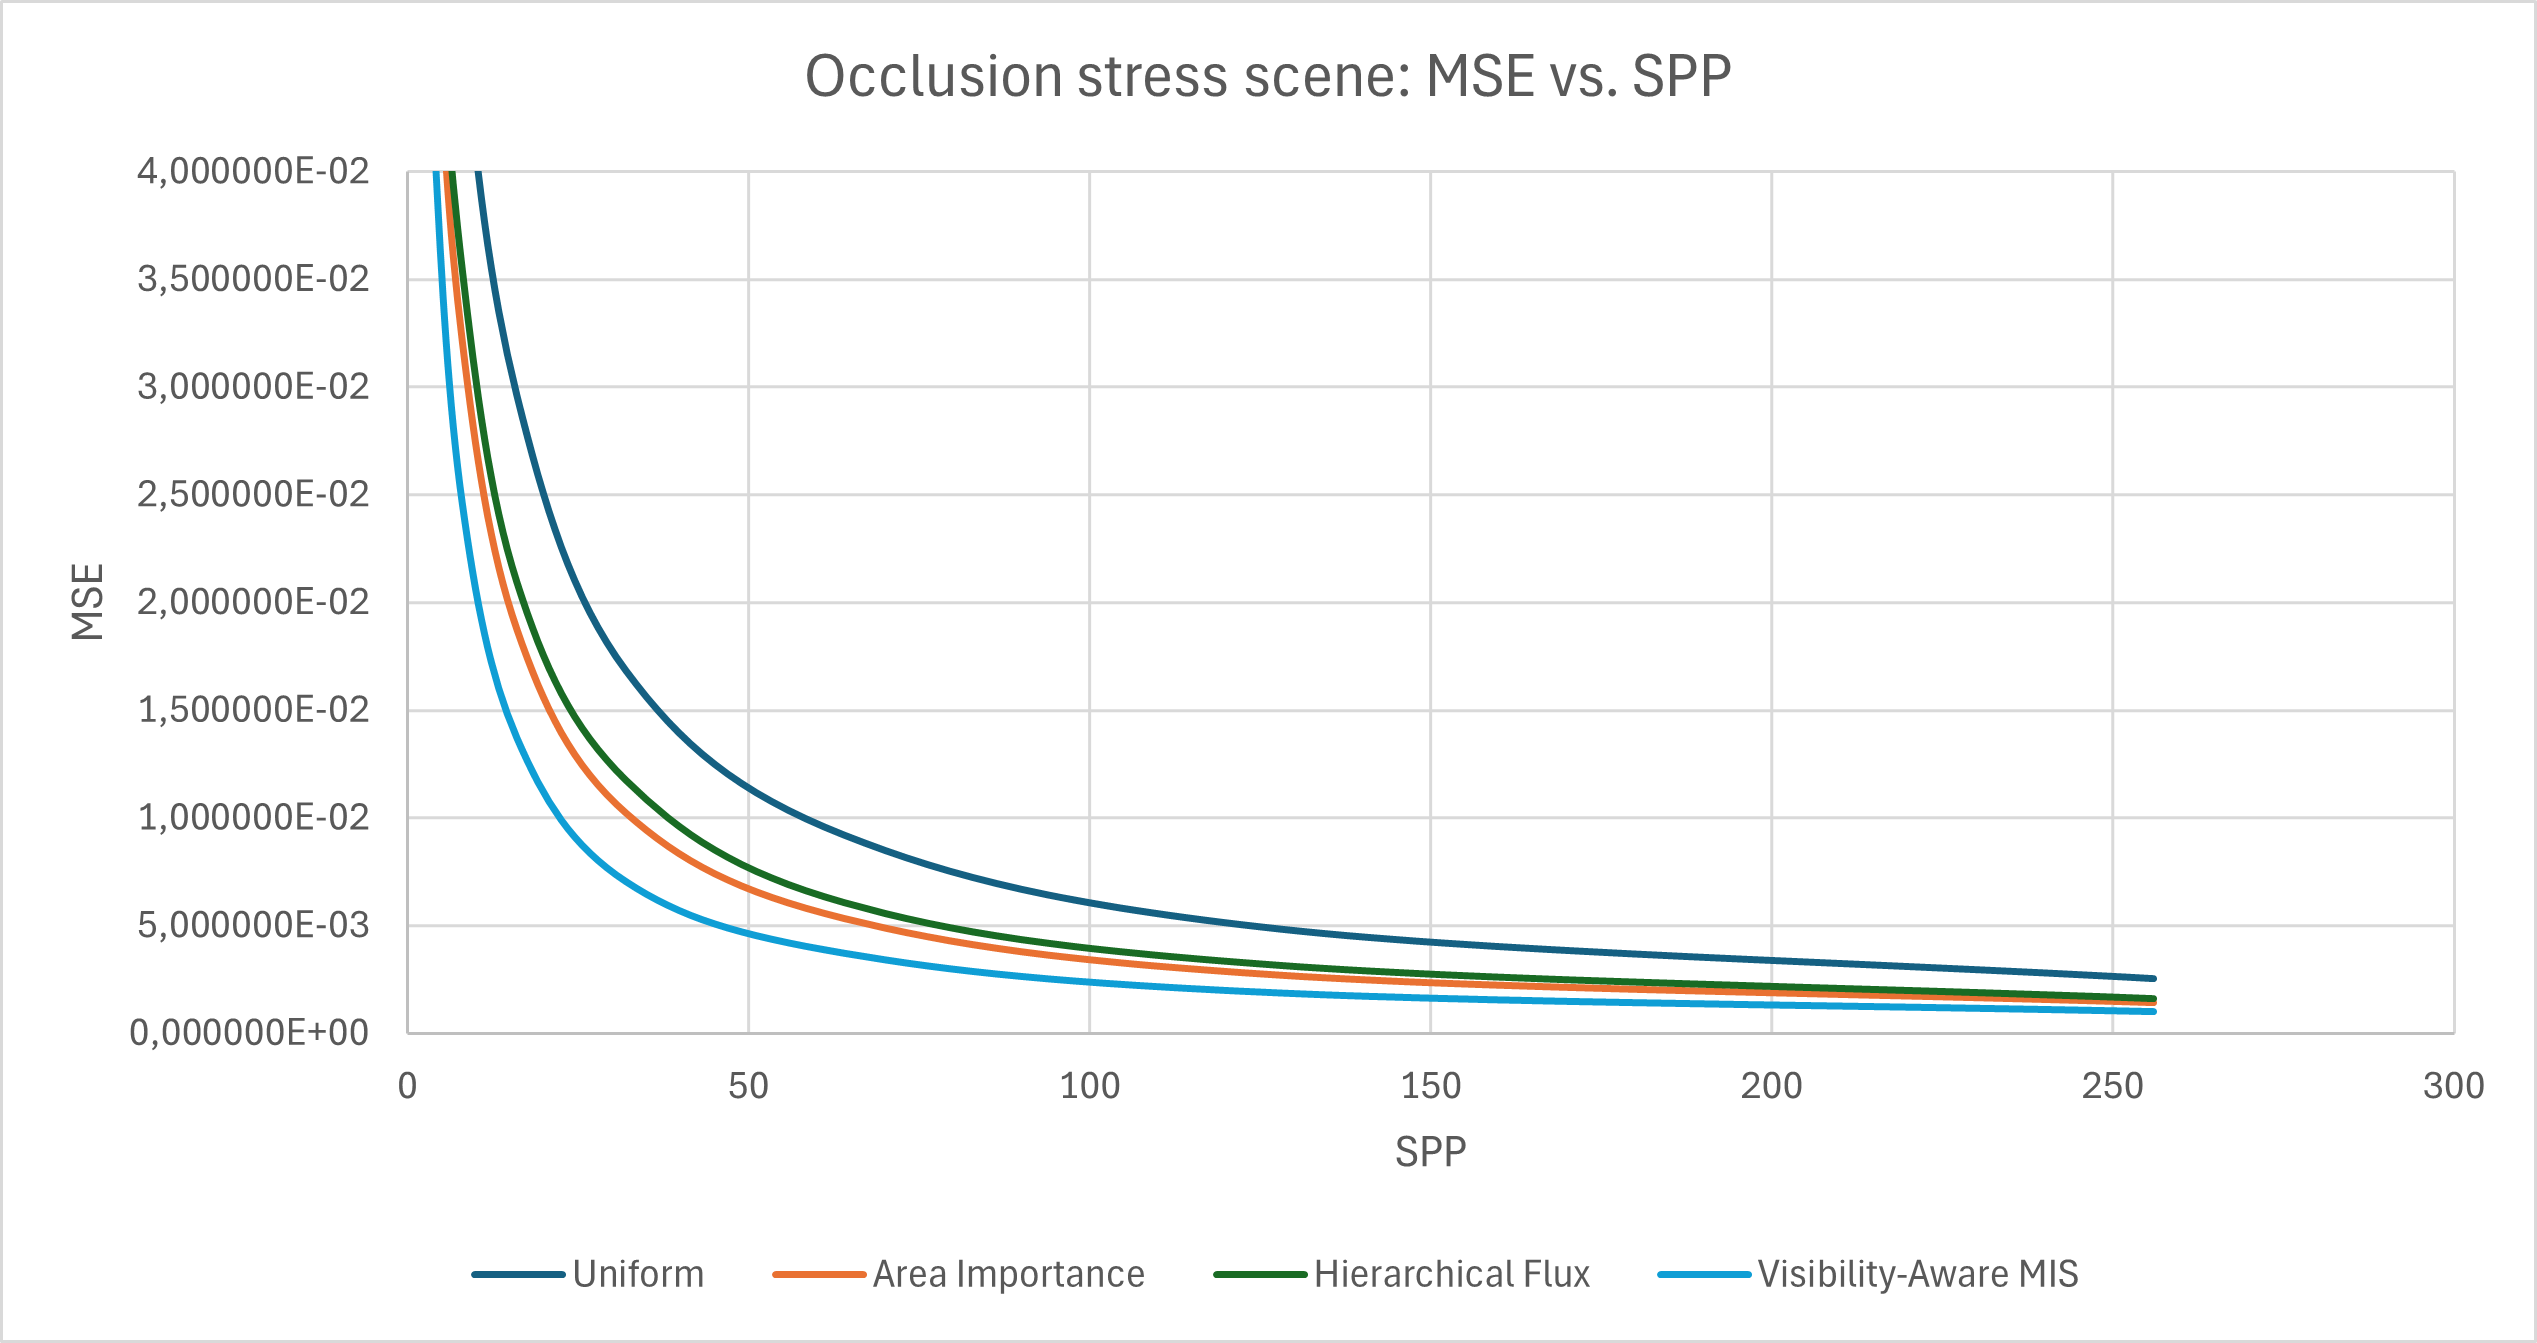 Occlusion stress scene: MSE vs. SPP
4,000000E-02
3,500000E-02
3,000000E-02
2,500000E-02
2,000000E-02
1,500000E-02
1,000000E-02
5,000000E-03
0,000000E+00
MSE
0 50 100 150 200 250 300
SPP
Uniform Area Importance Hierarchical Flux Visibility-Aware MIS